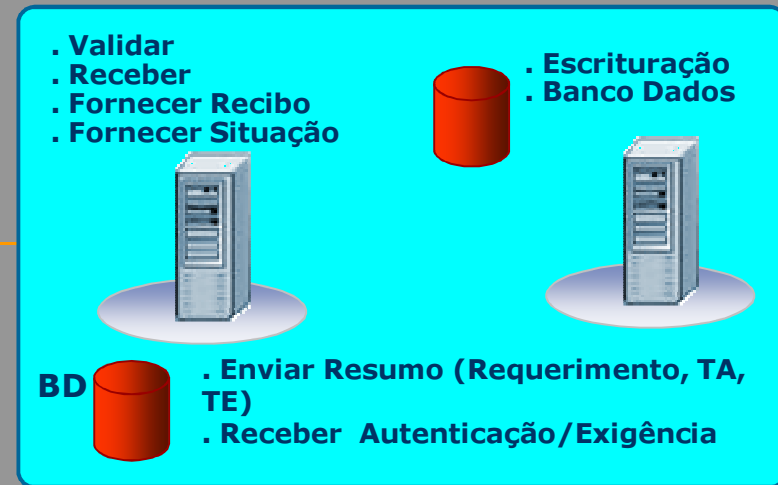 . Validar
. Receber
. Fornecer Recibo
. Fornecer Situação
. Escrituração
. Banco Dados
BD
. Enviar Resumo (Requerimento, TA,
TE)
. Receber Autenticação/Exigência